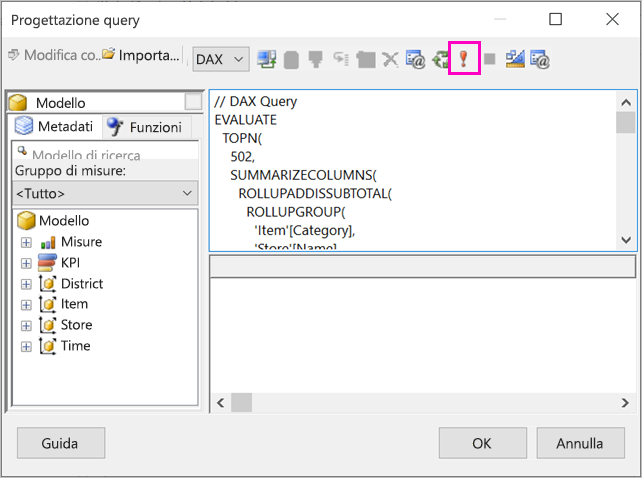 Progettazione query
Modifica co... Importa... DAX
Modello
Metadati Funzioni
Modello di ricerca
Gruppo di misure:
<Tutto>
Modello
Misure
KPI
District
Item
Store
Time
// DAX Query
EVALUATE
TOPN(
502,
SUMMARIZECOLUMNS(
ROLLUPADDISSUBTOTAL(
ROLLUPGROUP(
'Item'[Category],
'Store'[Name]
Guida OK Annulla